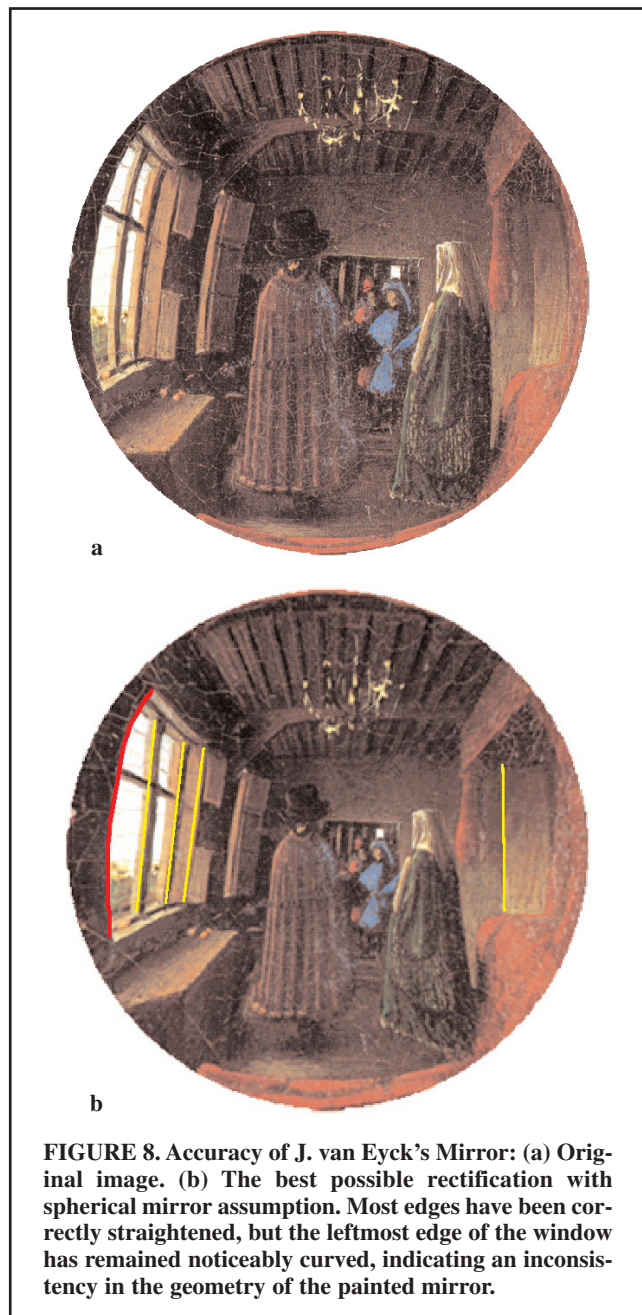 a
b
FIGURE 8. Accuracy of J. van Eyck's Mirror: (a) Orig-
inal image. (b) The best possible rectification with
spherical mirror assumption. Most edges have been cor-
rectly straightened, but the leftmost edge of the window
has remained noticeably curved, indicating an inconsis-
tency in the geometry of the painted mirror.